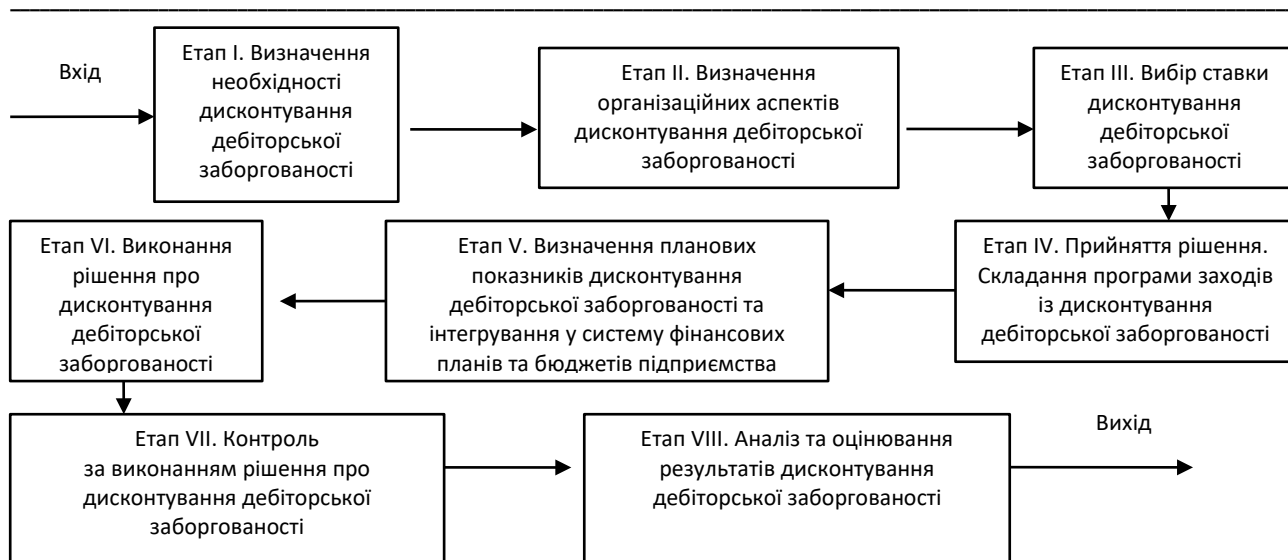 Вхід
Етап I. Визначення
необхідності
дисконтування
дебіторської
заборгованості
Етап II. Визначення
організаційних аспектів
дисконтування дебіторської
заборгованості
Етап III. Вибір ставки
дисконтування
дебіторської
заборгованості
Етап IV. Прийняття рішення.
Складання програми заходів
із дисконтування
дебіторської заборгованості
Етап V. Визначення планових
показників дисконтування
дебіторської заборгованості та
інтегрування у систему фінансових
планів та бюджетів підприємства
Етап VI. Виконання
рішення про
дисконтування
дебіторської
заборгованості
Етап VII. Контроль
за виконанням рішення про
дисконтування дебіторської
заборгованості
Етап VIII. Аналіз та оцінювання
результатів дисконтування
дебіторської заборгованості
Вихід